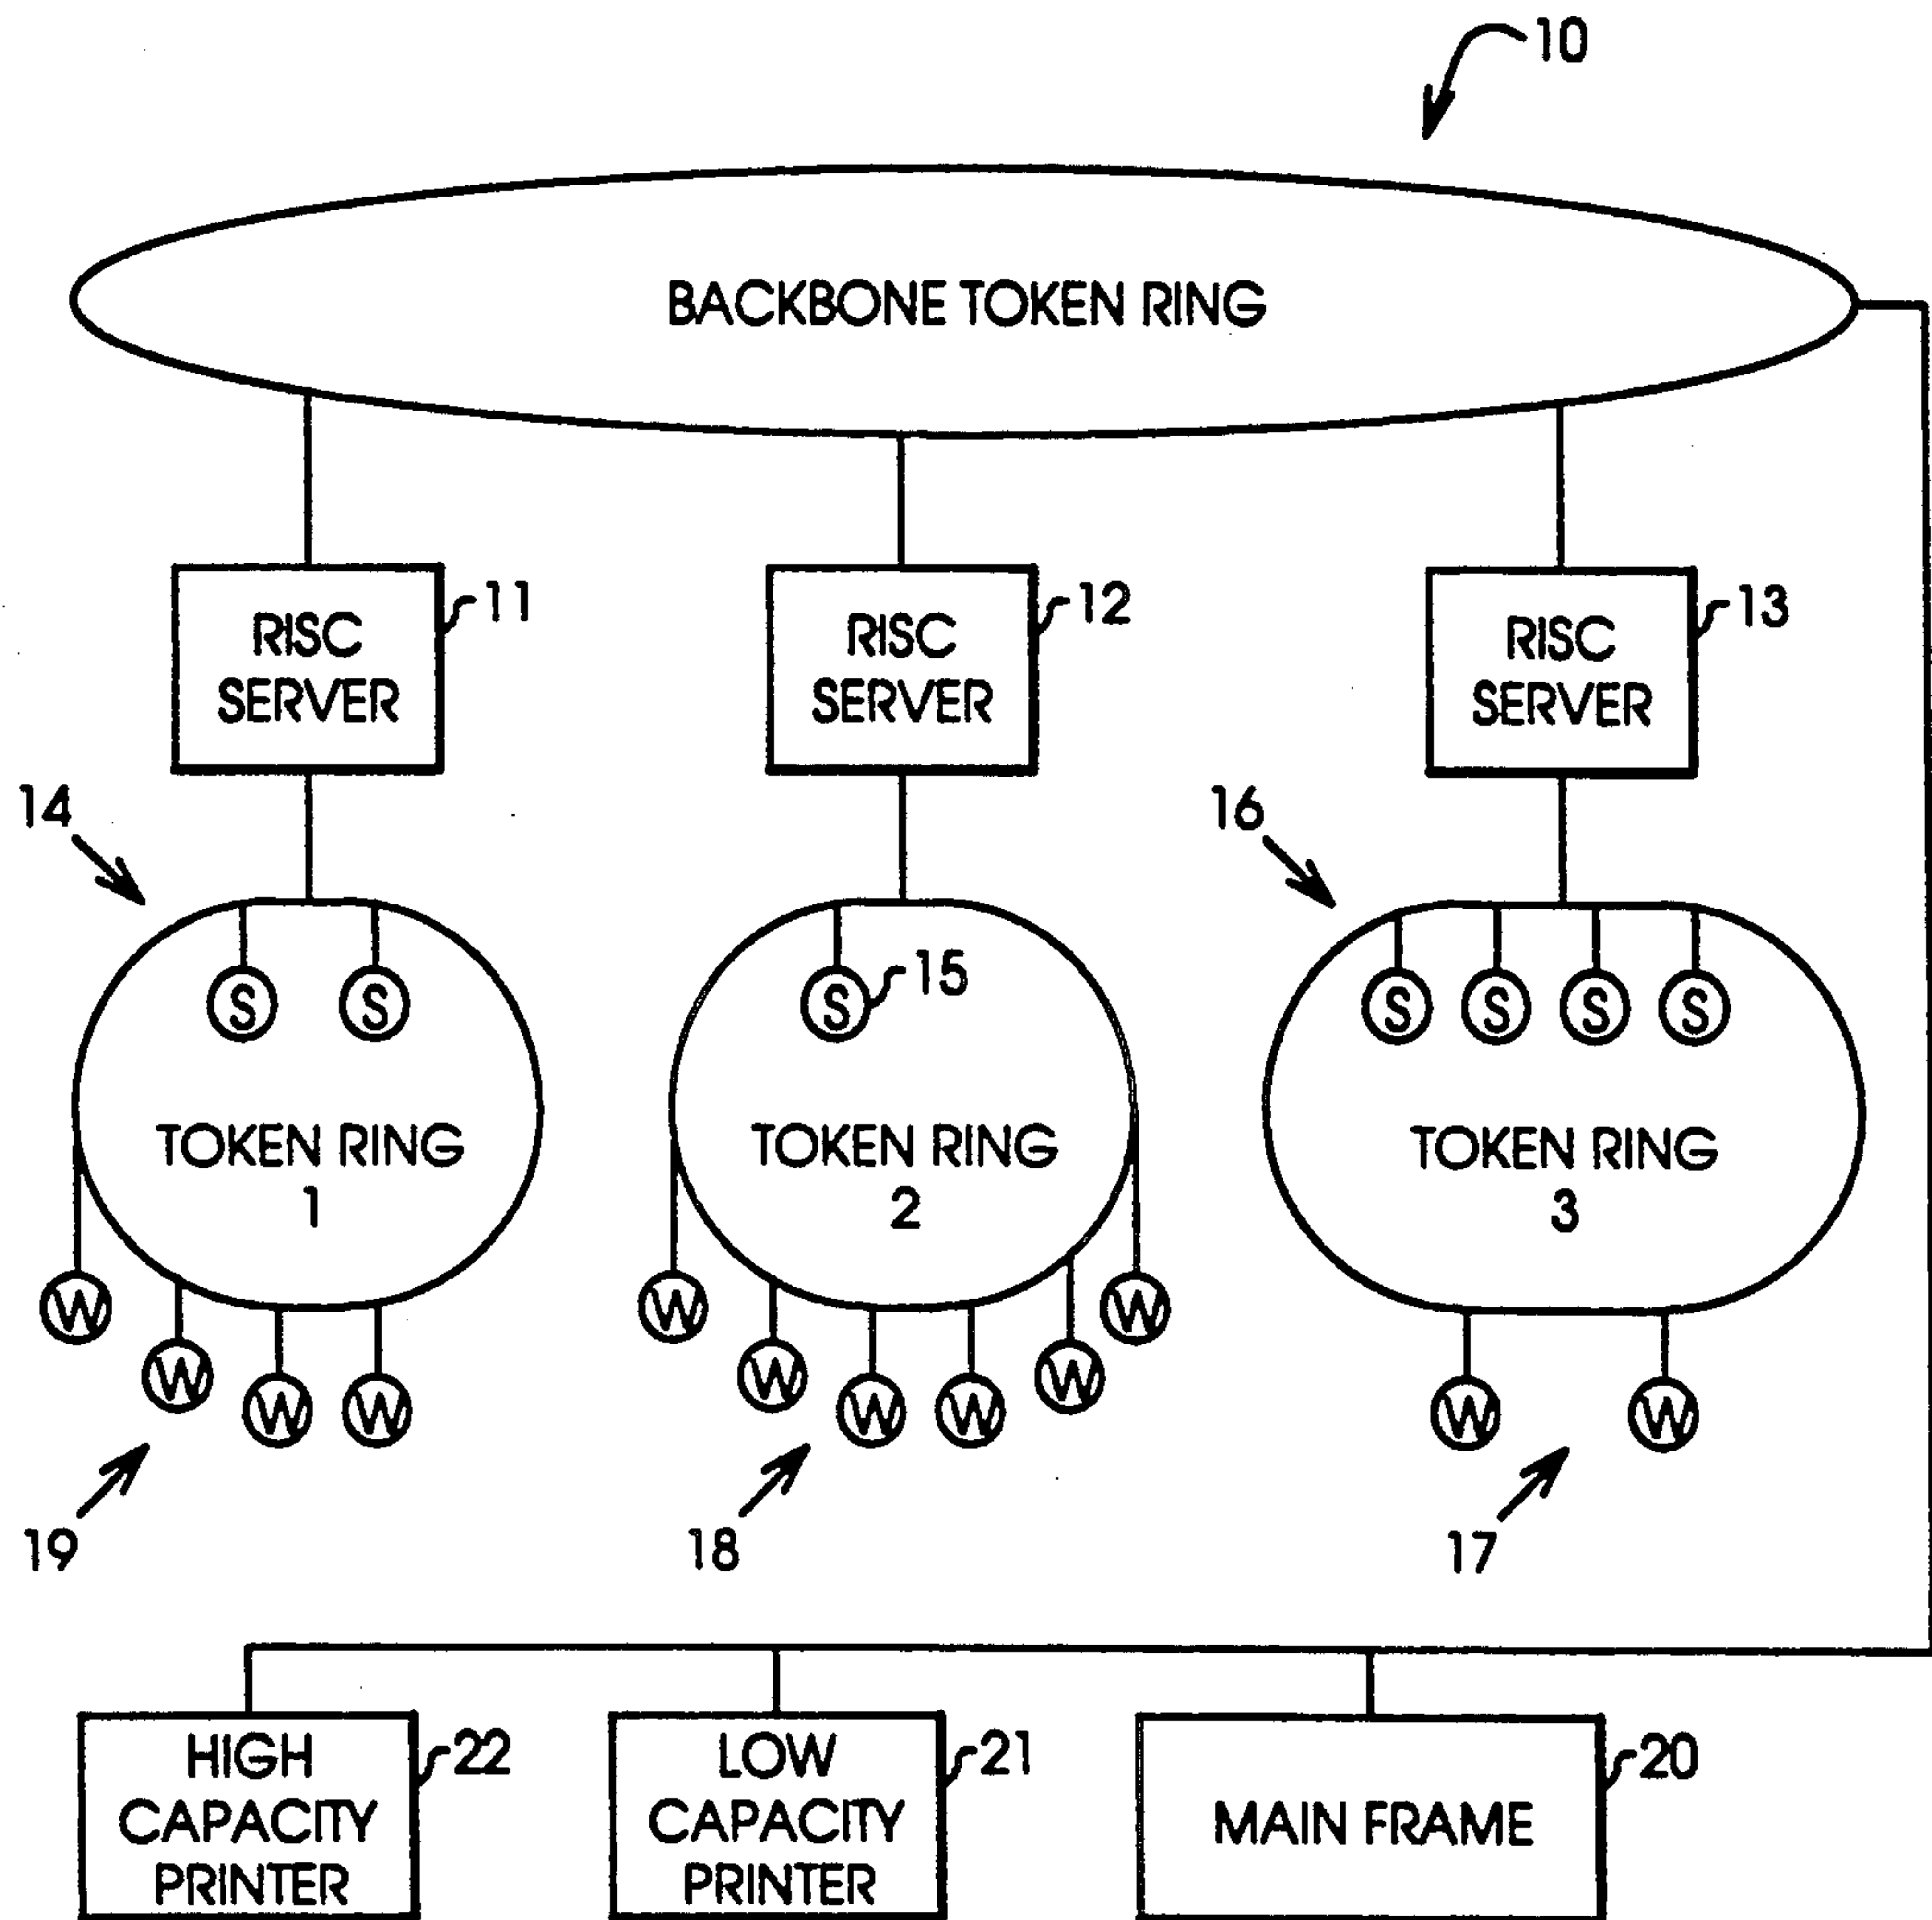 10
BACKBONE TOKEN RING
RISC
SERVER
11
RISC
SERVER
12
RISC
SERVER
13
14
16
S
S
S
15
S
S
S
S
TOKEN RING
1
TOKEN RING
2
TOKEN RING
3
W
W
W
W
W
W
W
W
W
W
W
W
19
18
17
HIGH
CAPACITY
PRINTER
22
LOW
CAPACITY
PRINTER
21
MAIN FRAME
20